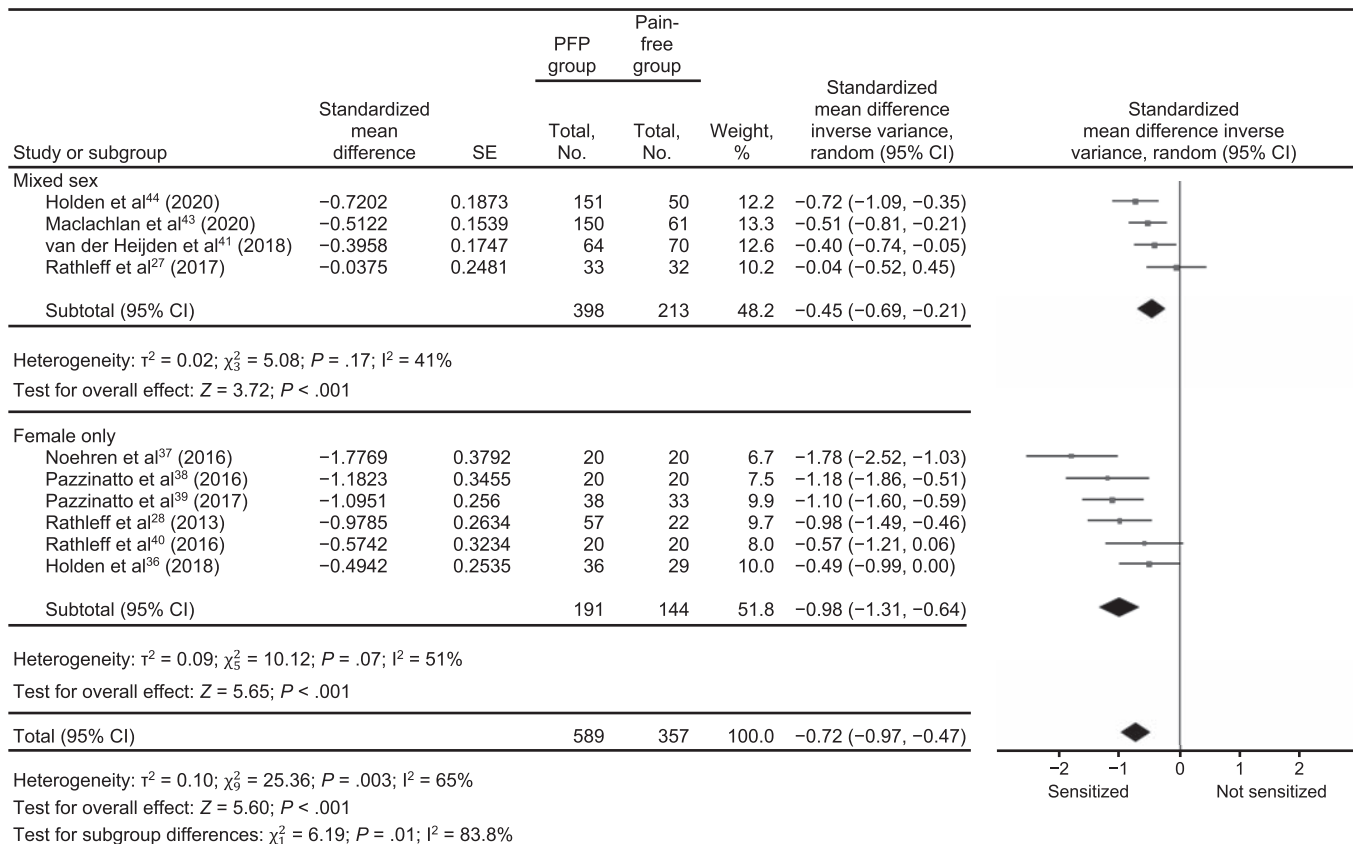 PFP group
Pain-free group
Study or subgroup
Standardized mean difference
SE
Total, No.
Total, No.
Weight, %
Standardized mean difference inverse variance, random (95% CI)
Standardized mean difference inverse variance, random (95% CI)
Mixed sex
Holden et al⁴⁴ (2020) −0.7202 0.1873 151 50 12.2 −0.72 (−1.09, −0.35)
Maclachlan et al⁴³ (2020) −0.5122 0.1539 150 61 13.3 −0.51 (−0.81, −0.21)
van der Heijden et al⁴¹ (2018) −0.3958 0.1747 64 70 12.6 −0.40 (−0.74, −0.05)
Rathleff et al²⁷ (2017) −0.0375 0.2481 33 32 10.2 −0.04 (−0.52, 0.45)
Subtotal (95% CI) 398 213 48.2 −0.45 (−0.69, −0.21)
Heterogeneity: τ² = 0.02; χ²₃ = 5.08; P = .17; I² = 41%
Test for overall effect: Z = 3.72; P < .001
Female only
Noehren et al³⁷ (2016) −1.7769 0.3792 20 20 6.7 −1.78 (−2.52, −1.03)
Pazzinatto et al³⁸ (2016) −1.1823 0.3455 20 20 7.5 −1.18 (−1.86, −0.51)
Pazzinatto et al³⁹ (2017) −1.0951 0.256 38 33 9.9 −1.10 (−1.60, −0.59)
Rathleff et al²⁸ (2013) −0.9785 0.2634 57 22 9.7 −0.98 (−1.49, −0.46)
Rathleff et al⁴⁰ (2016) −0.5742 0.3234 20 20 8.0 −0.57 (−1.21, 0.06)
Holden et al³⁶ (2018) −0.4942 0.2535 36 29 10.0 −0.49 (−0.99, 0.00)
Subtotal (95% CI) 191 144 51.8 −0.98 (−1.31, −0.64)
Heterogeneity: τ² = 0.09; χ²₅ = 10.12; P = .07; I² = 51%
Test for overall effect: Z = 5.65; P < .001
Total (95% CI) 589 357 100.0 −0.72 (−0.97, −0.47)
Heterogeneity: τ² = 0.10; χ²₉ = 25.36; P = .003; I² = 65%
Test for overall effect: Z = 5.60; P < .001
Test for subgroup differences: χ²₁ = 6.19; P = .01; I² = 83.8%
−2 −1 0 1 2
Sensitized Not sensitized